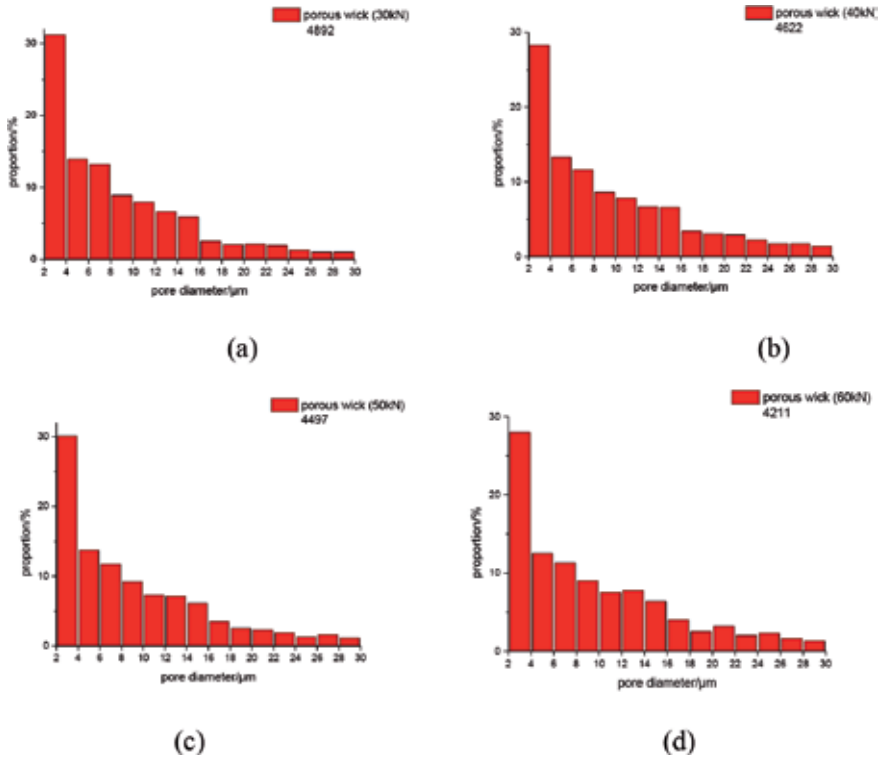 porous wick (30kN)
4892
proportion/%
30
20
10
0
2 4 6 8 10 12 14 16 18 20 22 24 26 28 30
pore diameter/μm
(a)
porous wick (40kN)
4622
proportion/%
30
20
10
0
2 4 6 8 10 12 14 16 18 20 22 24 26 28 30
pore diameter/μm
(b)
porous wick (50kN)
4497
proportion/%
30
20
10
0
2 4 6 8 10 12 14 16 18 20 22 24 26 28 30
pore diameter/μm
(c)
porous wick (60kN)
4211
proportion/%
30
20
10
0
2 4 6 8 10 12 14 16 18 20 22 24 26 28 30
pore diameter/μm
(d)